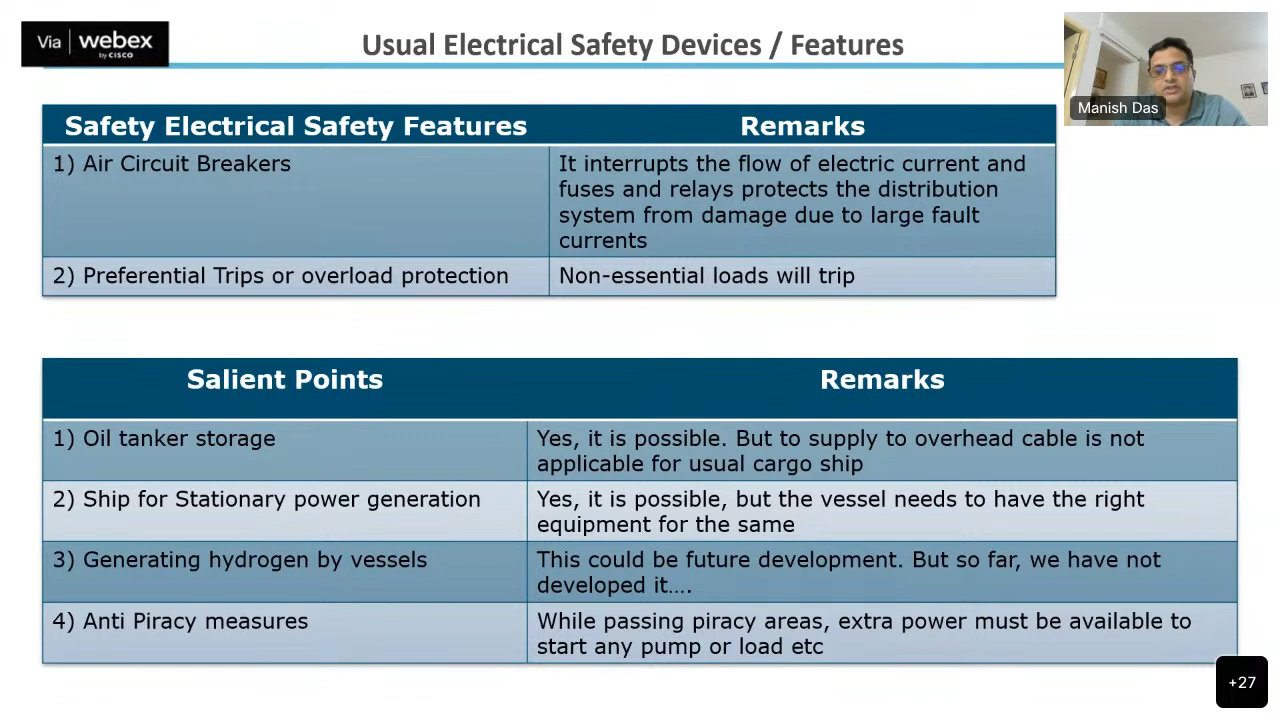 Via | webex
by CISCO
Usual Electrical Safety Devices / Features
Manish Das
Safety Electrical Safety Features
Remarks
1) Air Circuit Breakers
It interrupts the flow of electric current and
fuses and relays protects the distribution
system from damage due to large fault
currents
2) Preferential Trips or overload protection
Non-essential loads will trip
Salient Points
Remarks
1) Oil tanker storage
Yes, it is possible. But to supply to overhead cable is not
applicable for usual cargo ship
2) Ship for Stationary power generation
Yes, it is possible, but the vessel needs to have the right
equipment for the same
3) Generating hydrogen by vessels
This could be future development. But so far, we have not
developed it….
4) Anti Piracy measures
While passing piracy areas, extra power must be available to
start any pump or load etc
+27